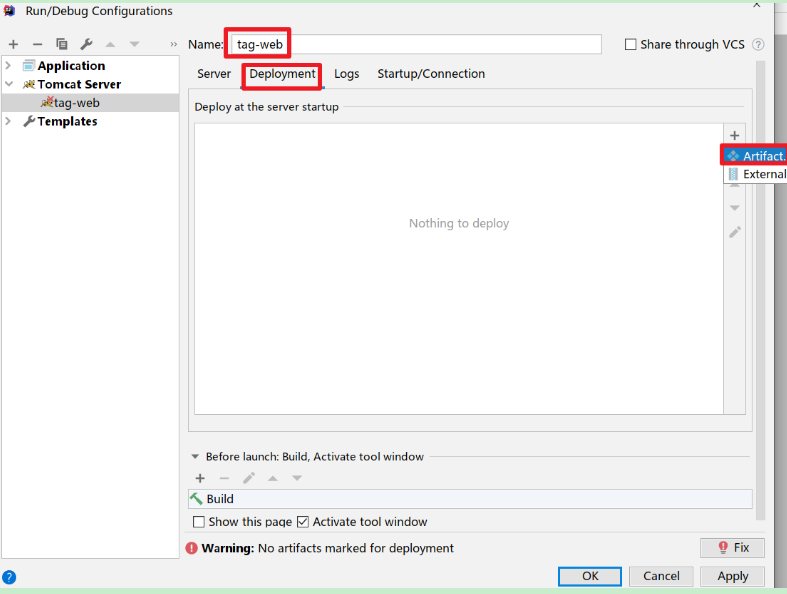 Run/Debug Configurations
Name: tag-web Share through VCS ?
Application
Tomcat Server
tag-web
Templates
Server Deployment Logs Startup/Connection
Deploy at the server startup
Artifact.
External
Nothing to deploy
Before launch: Build, Activate tool window
Build
Show this page Activate tool window
Warning: No artifacts marked for deployment Fix
? OK Cancel Apply